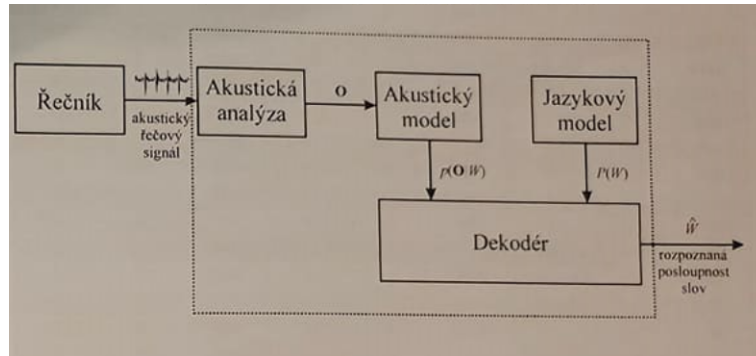 Řečník
akustický
řečový
signál
Akustická
analýza
O
Akustický
model
Jazykový
model
p(O|W)
P(W)
Dekodér
Ŵ
rozpoznaná
posloupnost
slov